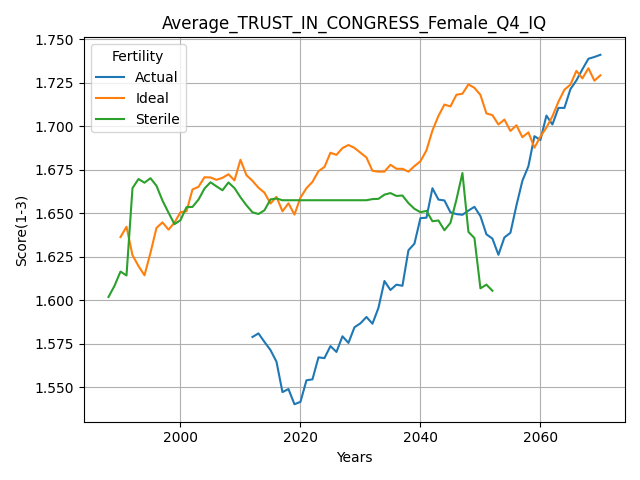 Average_TRUST_IN_CONGRESS_Female_Q4_IQ
Fertility
Actual
Ideal
Sterile
Score(1-3)
1.750
1.725
1.700
1.675
1.650
1.625
1.600
1.575
1.550
2000
2020
2040
2060
Years